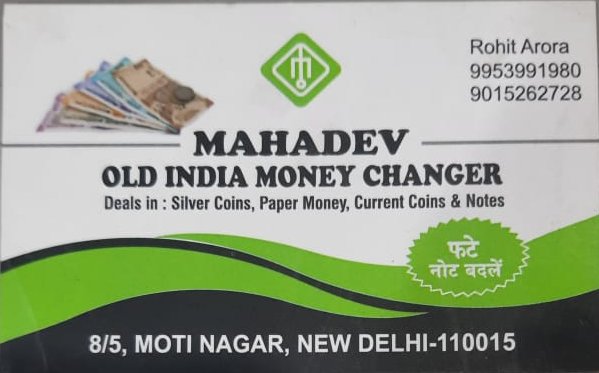 Rohit Arora
9953991980
9015262728
MAHADEV
OLD INDIA MONEY CHANGER
Deals in : Silver Coins, Paper Money, Current Coins & Notes
फटे
नोट बदलें
8/5, MOTI NAGAR, NEW DELHI-110015